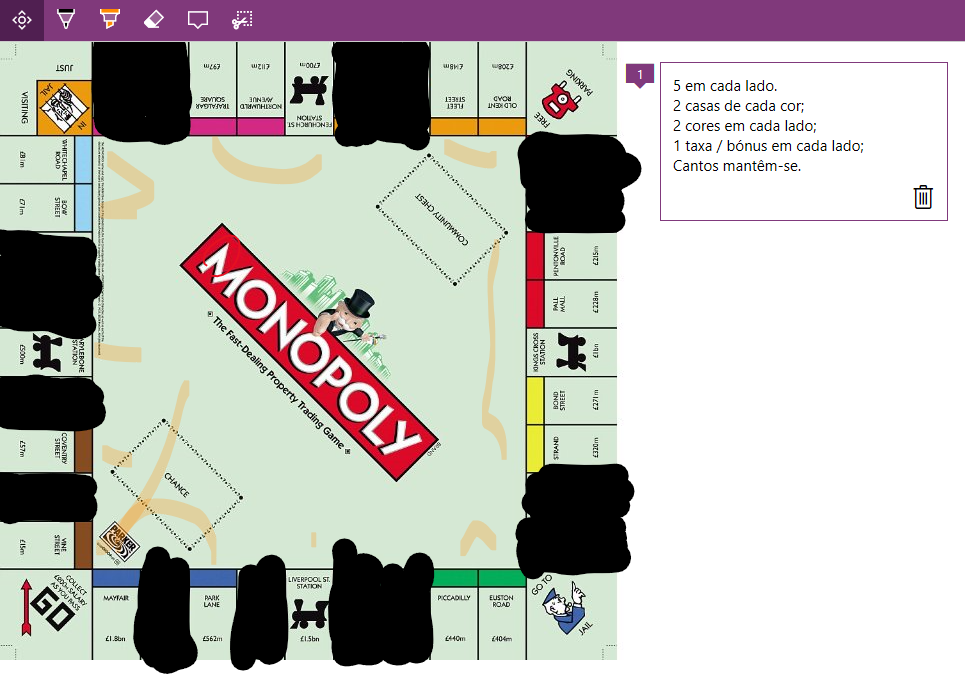 1
5 em cada lado.
2 casas de cada cor;
2 cores em cada lado;
1 taxa / bónus em cada lado;
Cantos mantêm-se.
JUST
VISITING
IN
JAIL
£97m
TRAFALGAR
SQUARE
£112m
NORTHUMBERLAND
AVENUE
£700m
FENCHURCH ST
STATION
£148m
FLEET
STREET
£208m
OLD KENT
ROAD
FREE
PARKING
£81m
WHITECHAPEL
ROAD
£71m
BOW
STREET
£500m
MARYLEBONE
STATION
£57m
COVENTRY
STREET
£15m
VINE
STREET
COMMUNITY CHEST
MONOPOLY
The Fast-Dealing Property Trading Game
BRAND
CHANCE
PARKER
PENTONVILLE
ROAD
£215m
PALL
MALL
£228m
KINGS CROSS
STATION
£1bn
BOND
STREET
£271m
STRAND
£320m
COLLECT
SALARY
AS YOU PASS
GO
MAYFAIR
£1.8bn
PARK
LANE
£562m
LIVERPOOL ST.
STATION
£1.5bn
PICCADILLY
£440m
EUSTON
ROAD
£404m
GO TO
JAIL